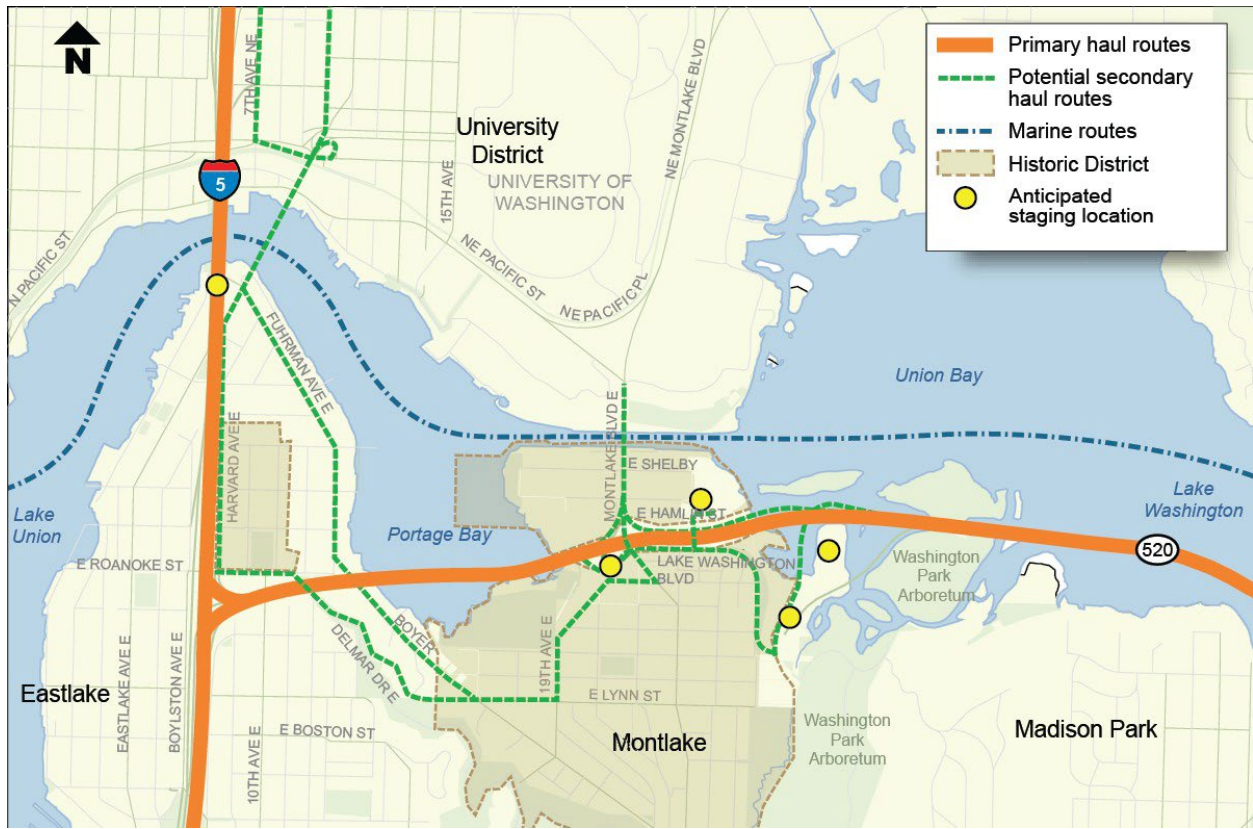 N
7TH AVE NE
5
N PACIFIC ST
University
District
UNIVERSITY OF
WASHINGTON
15TH AVE
NE PACIFIC ST
NE PACIFIC PL
NE MONTLAKE BLVD
Primary haul routes
Potential secondary
haul routes
Marine routes
Historic District
Anticipated
staging location
FUHRMAN AVE E
HARVARD AVE E
Union Bay
MONTLAKE BLVD E
E SHELBY
E HAMLIN ST
Lake
Union
Portage Bay
Lake
Washington
520
E ROANOKE ST
LAKE WASHINGTON
BLVD
Washington
Park
Arboretum
BOYER
DELMAR DR E
19TH AVE E
E LYNN ST
Eastlake
EASTLAKE AVE E
BOYLSTON AVE E
10TH AVE E
E BOSTON ST
Montlake
Washington
Park
Arboretum
Madison Park